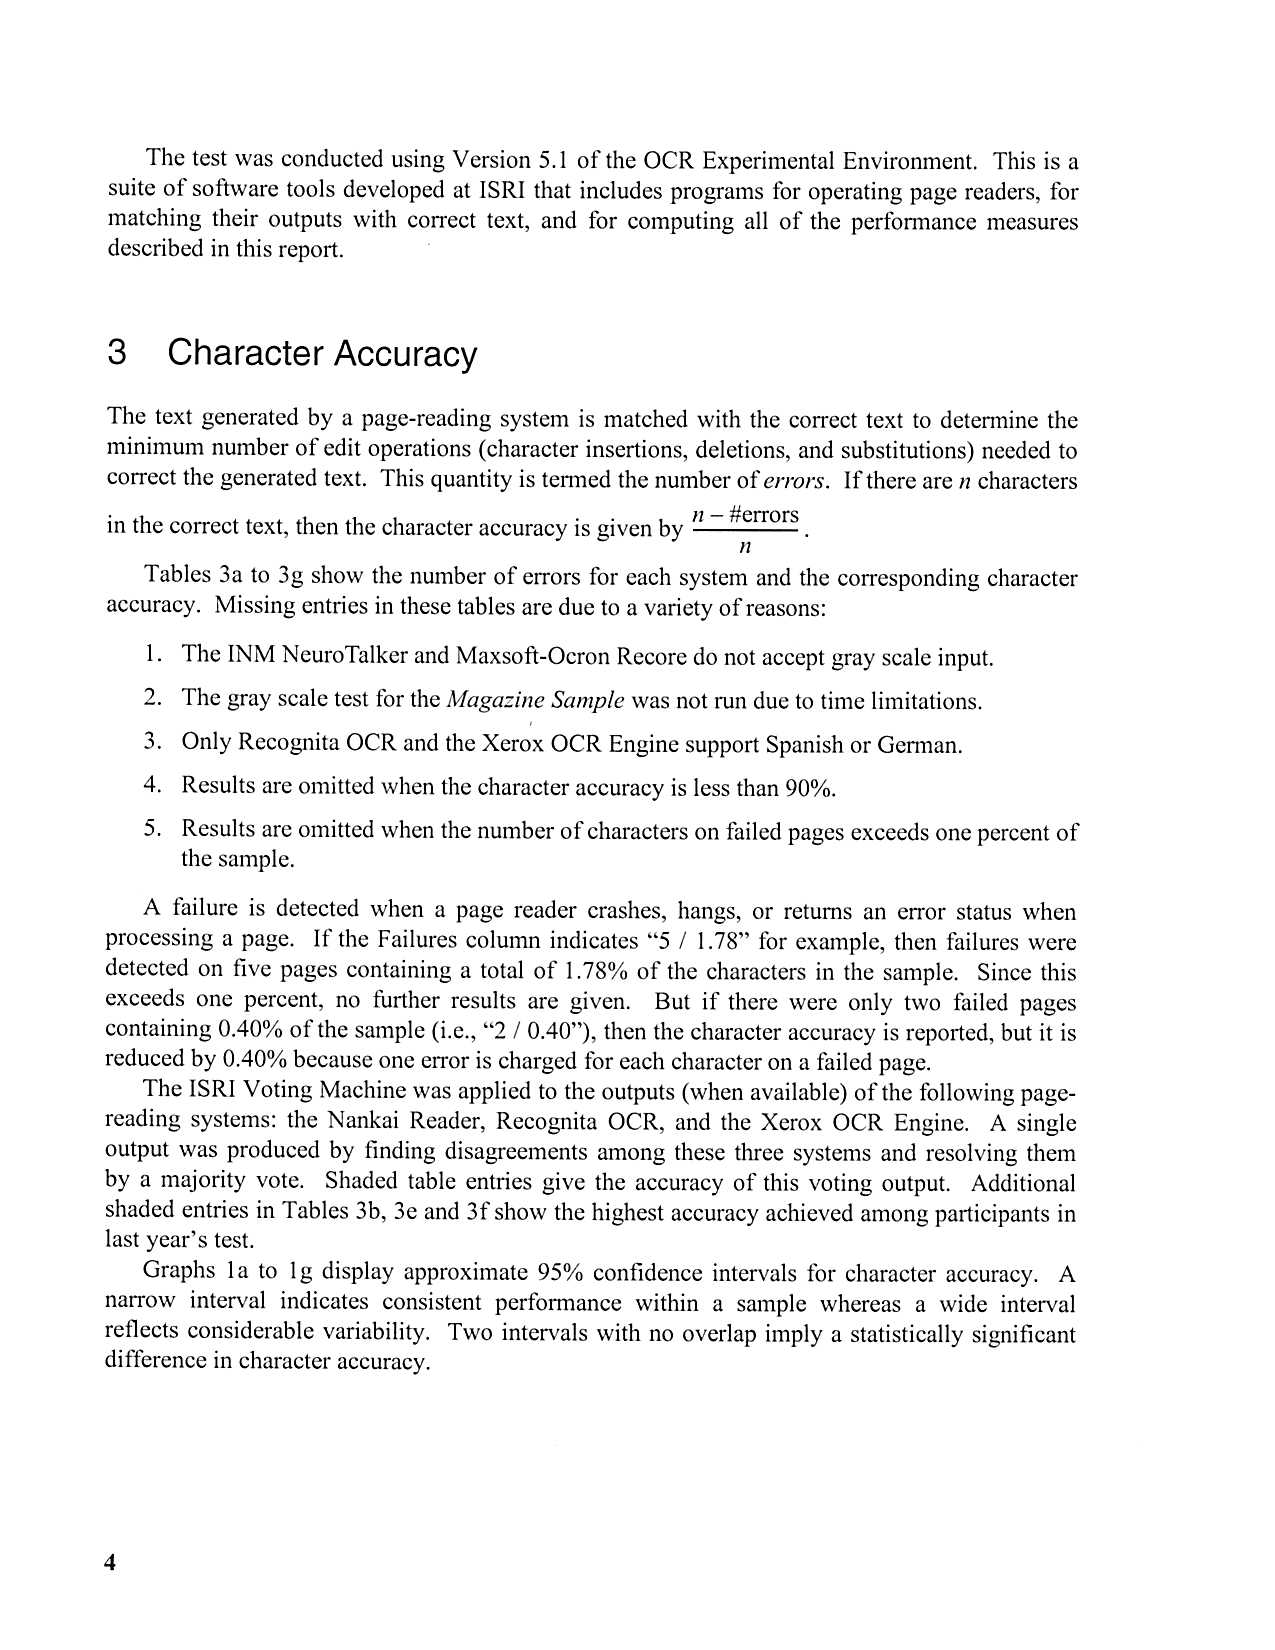 The test was conducted using Version 5.1 of the OCR Experimental Environment. This is a
suite of software tools developed at ISRI that includes programs for operating page readers, for
matching their outputs with correct text, and for computing all of the performance measures
described in this report.
3 Character Accuracy
The text generated by a page-reading system is matched with the correct text to determine the
minimum number of edit operations (character insertions, deletions, and substitutions) needed to
correct the generated text. This quantity is termed the number of errors. If there are n characters
in the correct text, then the character accuracy is given by n – #errors / n.
Tables 3a to 3g show the number of errors for each system and the corresponding character
accuracy. Missing entries in these tables are due to a variety of reasons:
1. The INM NeuroTalker and Maxsoft-Ocron Recore do not accept gray scale input.
2. The gray scale test for the Magazine Sample was not run due to time limitations.
3. Only Recognita OCR and the Xerox OCR Engine support Spanish or German.
4. Results are omitted when the character accuracy is less than 90%.
5. Results are omitted when the number of characters on failed pages exceeds one percent of
the sample.
A failure is detected when a page reader crashes, hangs, or returns an error status when
processing a page. If the Failures column indicates “5 / 1.78” for example, then failures were
detected on five pages containing a total of 1.78% of the characters in the sample. Since this
exceeds one percent, no further results are given. But if there were only two failed pages
containing 0.40% of the sample (i.e., “2 / 0.40”), then the character accuracy is reported, but it is
reduced by 0.40% because one error is charged for each character on a failed page.
The ISRI Voting Machine was applied to the outputs (when available) of the following page-
reading systems: the Nankai Reader, Recognita OCR, and the Xerox OCR Engine. A single
output was produced by finding disagreements among these three systems and resolving them
by a majority vote. Shaded table entries give the accuracy of this voting output. Additional
shaded entries in Tables 3b, 3e and 3f show the highest accuracy achieved among participants in
last year’s test.
Graphs 1a to 1g display approximate 95% confidence intervals for character accuracy. A
narrow interval indicates consistent performance within a sample whereas a wide interval
reflects considerable variability. Two intervals with no overlap imply a statistically significant
difference in character accuracy.
4